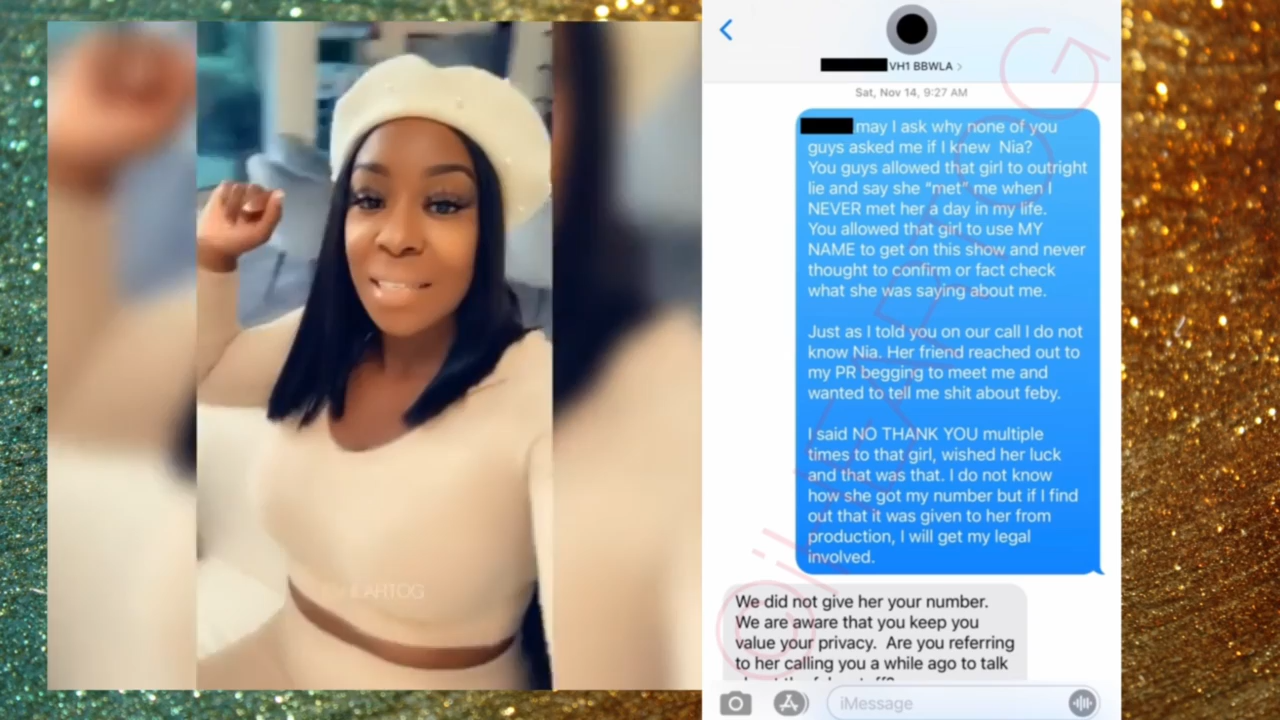 VH1 BBWLA >
Sat, Nov 14, 9:27 AM
may I ask why none of you
guys asked me if I knew Nia?
You guys allowed that girl to outright
lie and say she “met” me when I
NEVER met her a day in my life.
You allowed that girl to use MY
NAME to get on this show and never
thought to confirm or fact check
what she was saying about me.
Just as I told you on our call I do not
know Nia. Her friend reached out to
my PR begging to meet me and
wanted to tell me shit about feby.
I said NO THANK YOU multiple
times to that girl, wished her luck
and that was that. I do not know
how she got my number but if I find
out that it was given to her from
production, I will get my legal
involved.
We did not give her your number.
We are aware that you keep you
value your privacy. Are you referring
to her calling you a while ago to talk
iMessage